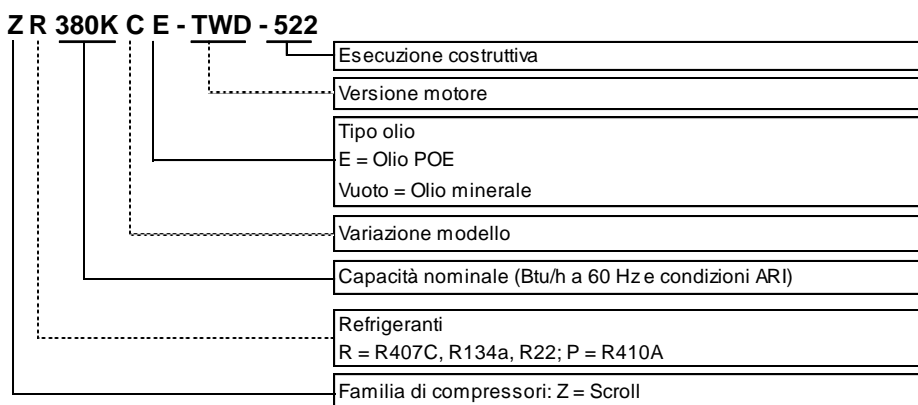 Z R 380K C E - TWD - 522
Esecuzione costruttiva
Versione motore
Tipo olio
E = Olio POE
Vuoto = Olio minerale
Variazione modello
Capacità nominale (Btu/h a 60 Hz e condizioni ARI)
Refrigeranti
R = R407C, R134a, R22; P = R410A
Familia di compressori: Z = Scroll